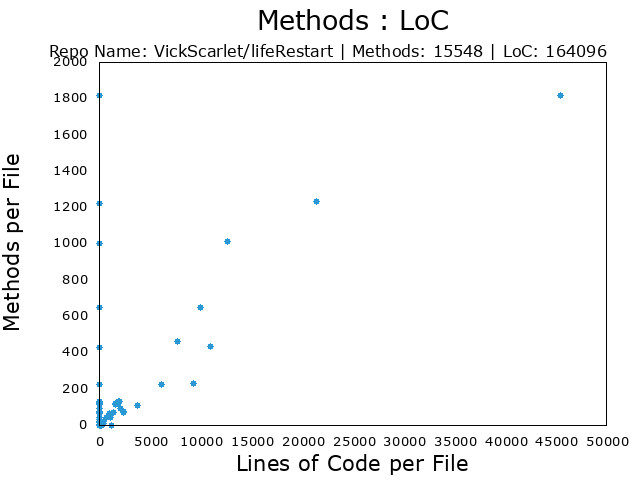 Methods : LoC
Repo Name: VickScarlet/lifeRestart | Methods: 15548 | LoC: 164096
2000
1800
1600
1400
1200
1000
800
600
400
200
0
Methods per File
0 5000 10000 15000 20000 25000 30000 35000 40000 45000 50000
Lines of Code per File